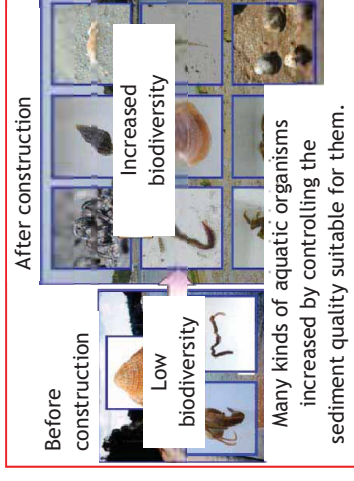 Before
construction
After construction
Low
biodiversity
Increased
biodiversity
Many kinds of aquatic organisms
increased by controlling the
sediment quality suitable for them.